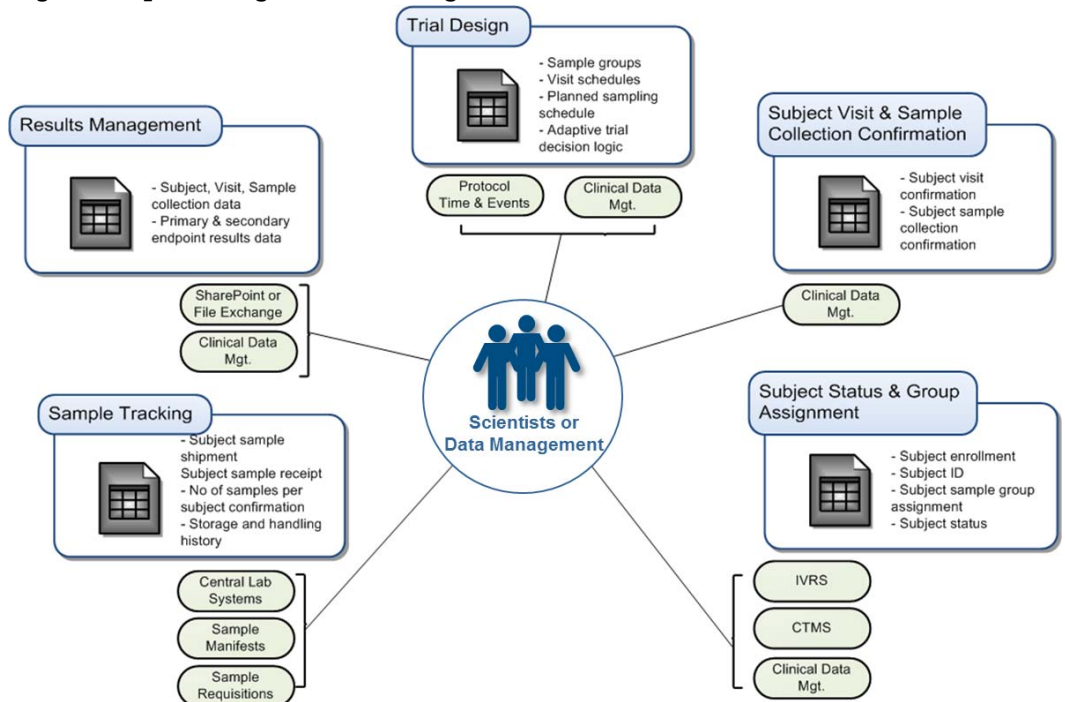 Trial Design
- Sample groups
- Visit schedules
- Planned sampling
schedule
- Adaptive trial
decision logic
Protocol
Time & Events
Clinical Data
Mgt.
Results Management
- Subject, Visit, Sample
collection data
- Primary & secondary
endpoint results data
SharePoint or
File Exchange
Clinical Data
Mgt.
Subject Visit & Sample
Collection Confirmation
- Subject visit
confirmation
- Subject sample
collection
confirmation
Clinical Data
Mgt.
Scientists or
Data Management
Sample Tracking
- Subject sample
shipment
Subject sample receipt
- No of samples per
subject confirmation
- Storage and handling
history
Central Lab
Systems
Sample
Manifests
Sample
Requisitions
Subject Status & Group
Assignment
- Subject enrollment
- Subject ID
- Subject sample group
assignment
- Subject status
IVRS
CTMS
Clinical Data
Mgt.